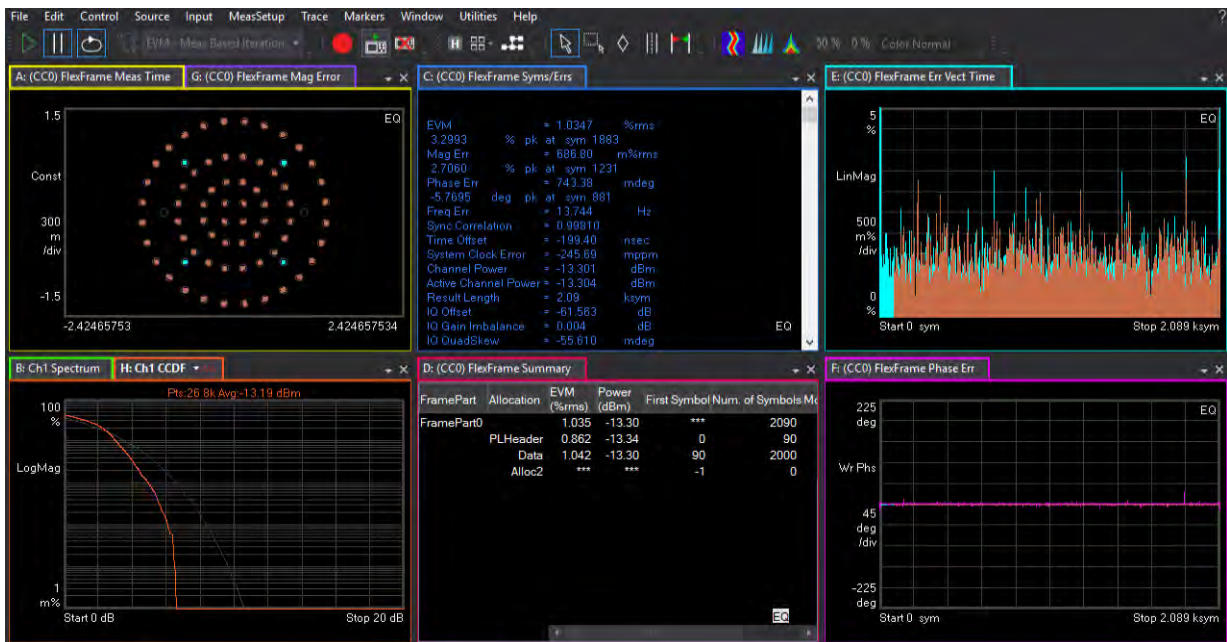 File Edit Control Source Input MeasSetup Trace Markers Window Utilities Help
?
EVM - Meas Based Iteration 30 % 0 % Color Normal
A: (CC0) FlexFrame Meas Time G: (CC0) FlexFrame Mag Error
1.5
EQ
Const
300
m
/div
-1.5
-2.42465753 2.424657534
C: (CC0) FlexFrame Syms/Errs
EVM = 1.0347 %rms
3.2993 % pk at sym 1883
Mag Err = 686.80 m%rms
2.7060 % pk at sym 1231
Phase Err = 743.38 mdeg
-5.7695 deg pk at sym 881
Freq Err = 13.744 Hz
Sync Correlation = 0.99810
Time Offset = -199.40 nsec
System Clock Error = -245.69 mppm
Channel Power = -13.301 dBm
Active Channel Power = -13.304 dBm
Result Length = 2.09 ksym
IQ Offset = -61.563 dB
IQ Gain Imbalance = 0.004 dB
EQ
IQ QuadSkew = -55.610 mdeg
E: (CC0) FlexFrame Err Vect Time
5
%
EQ
LinMag
500
m%
/div
0
%
Start 0 sym Stop 2.089 ksym
B: Ch1 Spectrum H: Ch1 CCDF
Pts:26.8k Avg:-13.19 dBm
100
%
LogMag
1
m%
Start 0 dB Stop 20 dB
D: (CC0) FlexFrame Summary
FramePart Allocation EVM (%rms) Power (dBm) First Symbol Num. of Symbols Mo
FramePart0 1.035 -13.30 *** 2090
PLHeader 0.862 -13.34 0 90
Data 1.042 -13.30 90 2000
Alloc2 *** *** -1 0
EQ
F: (CC0) FlexFrame Phase Err
225
deg
EQ
Wr Phs
45
deg
/div
-225
deg
Start 0 sym Stop 2.089 ksym